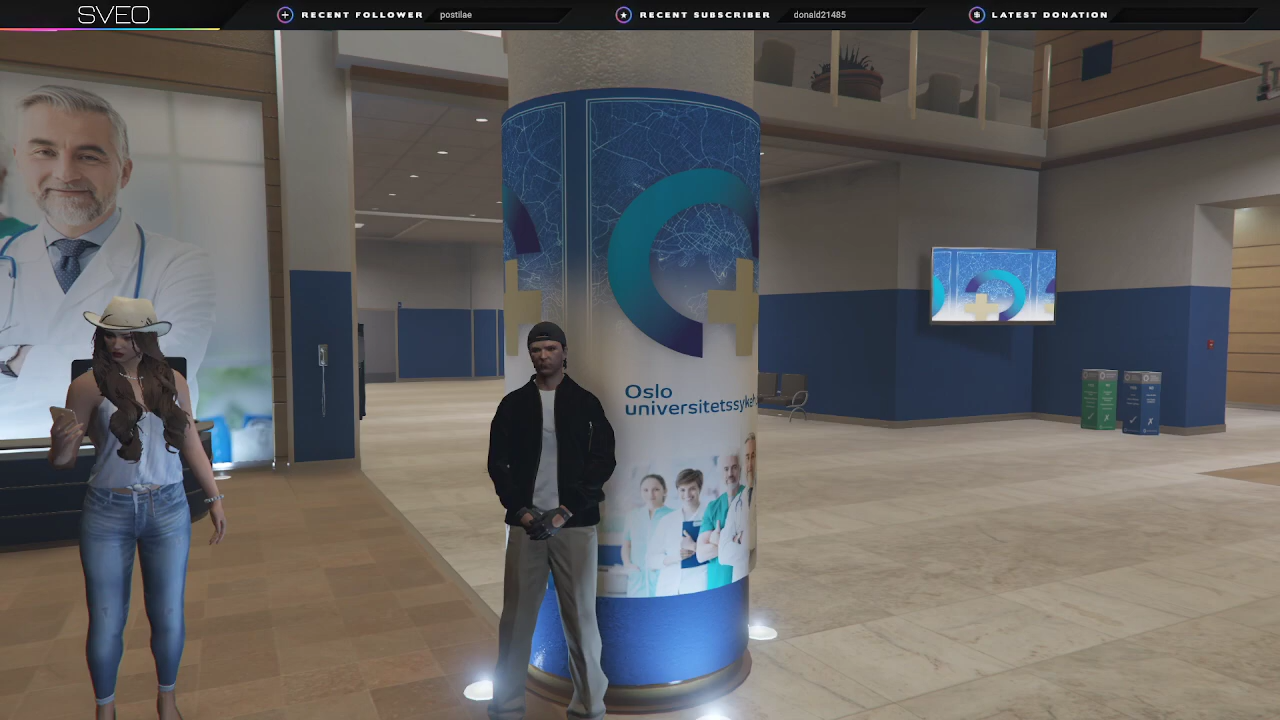 SVEO
RECENT FOLLOWER
postilae
RECENT SUBSCRIBER
donald21485
LATEST DONATION
Oslo
universitetssyke